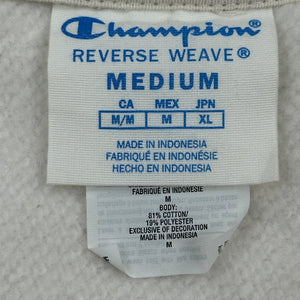 Champion®
REVERSE WEAVE®
MEDIUM
CA MEX JPN
M/M M XL
MADE IN INDONESIA
FABRIQUÉ EN INDONÉSIE
HECHO EN INDONESIA
FABRIQUÉ EN INDONÉSIE
M
BODY:
81% COTTON/
19% POLYESTER
EXCLUSIVE OF DECORATION
MADE IN INDONESIA
M